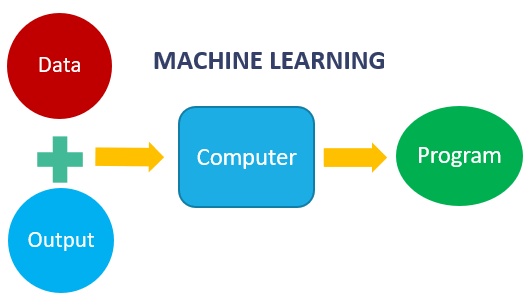 Data
MACHINE LEARNING
Computer
Program
Output